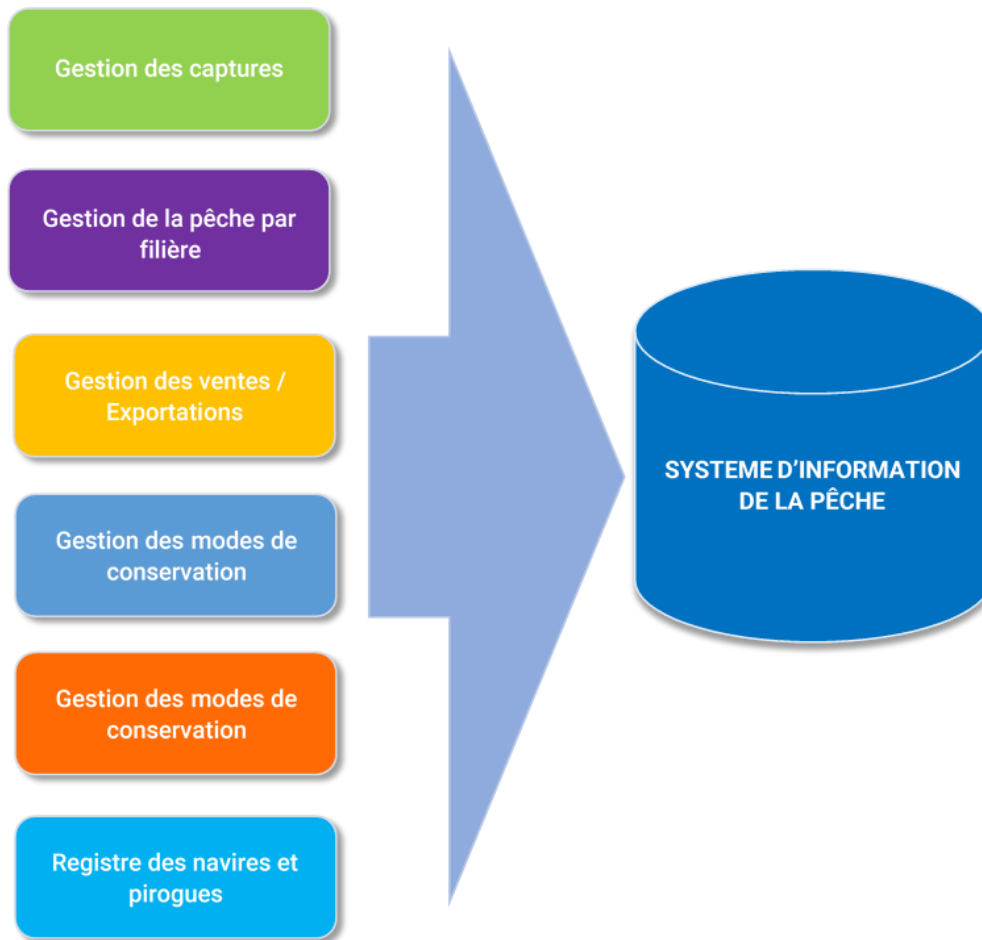 Gestion des captures
Gestion de la pêche par
filière
Gestion des ventes /
Exportations
Gestion des modes de
conservation
Gestion des modes de
conservation
Registre des navires et
pirogues
SYSTEME D’INFORMATION
DE LA PÊCHE